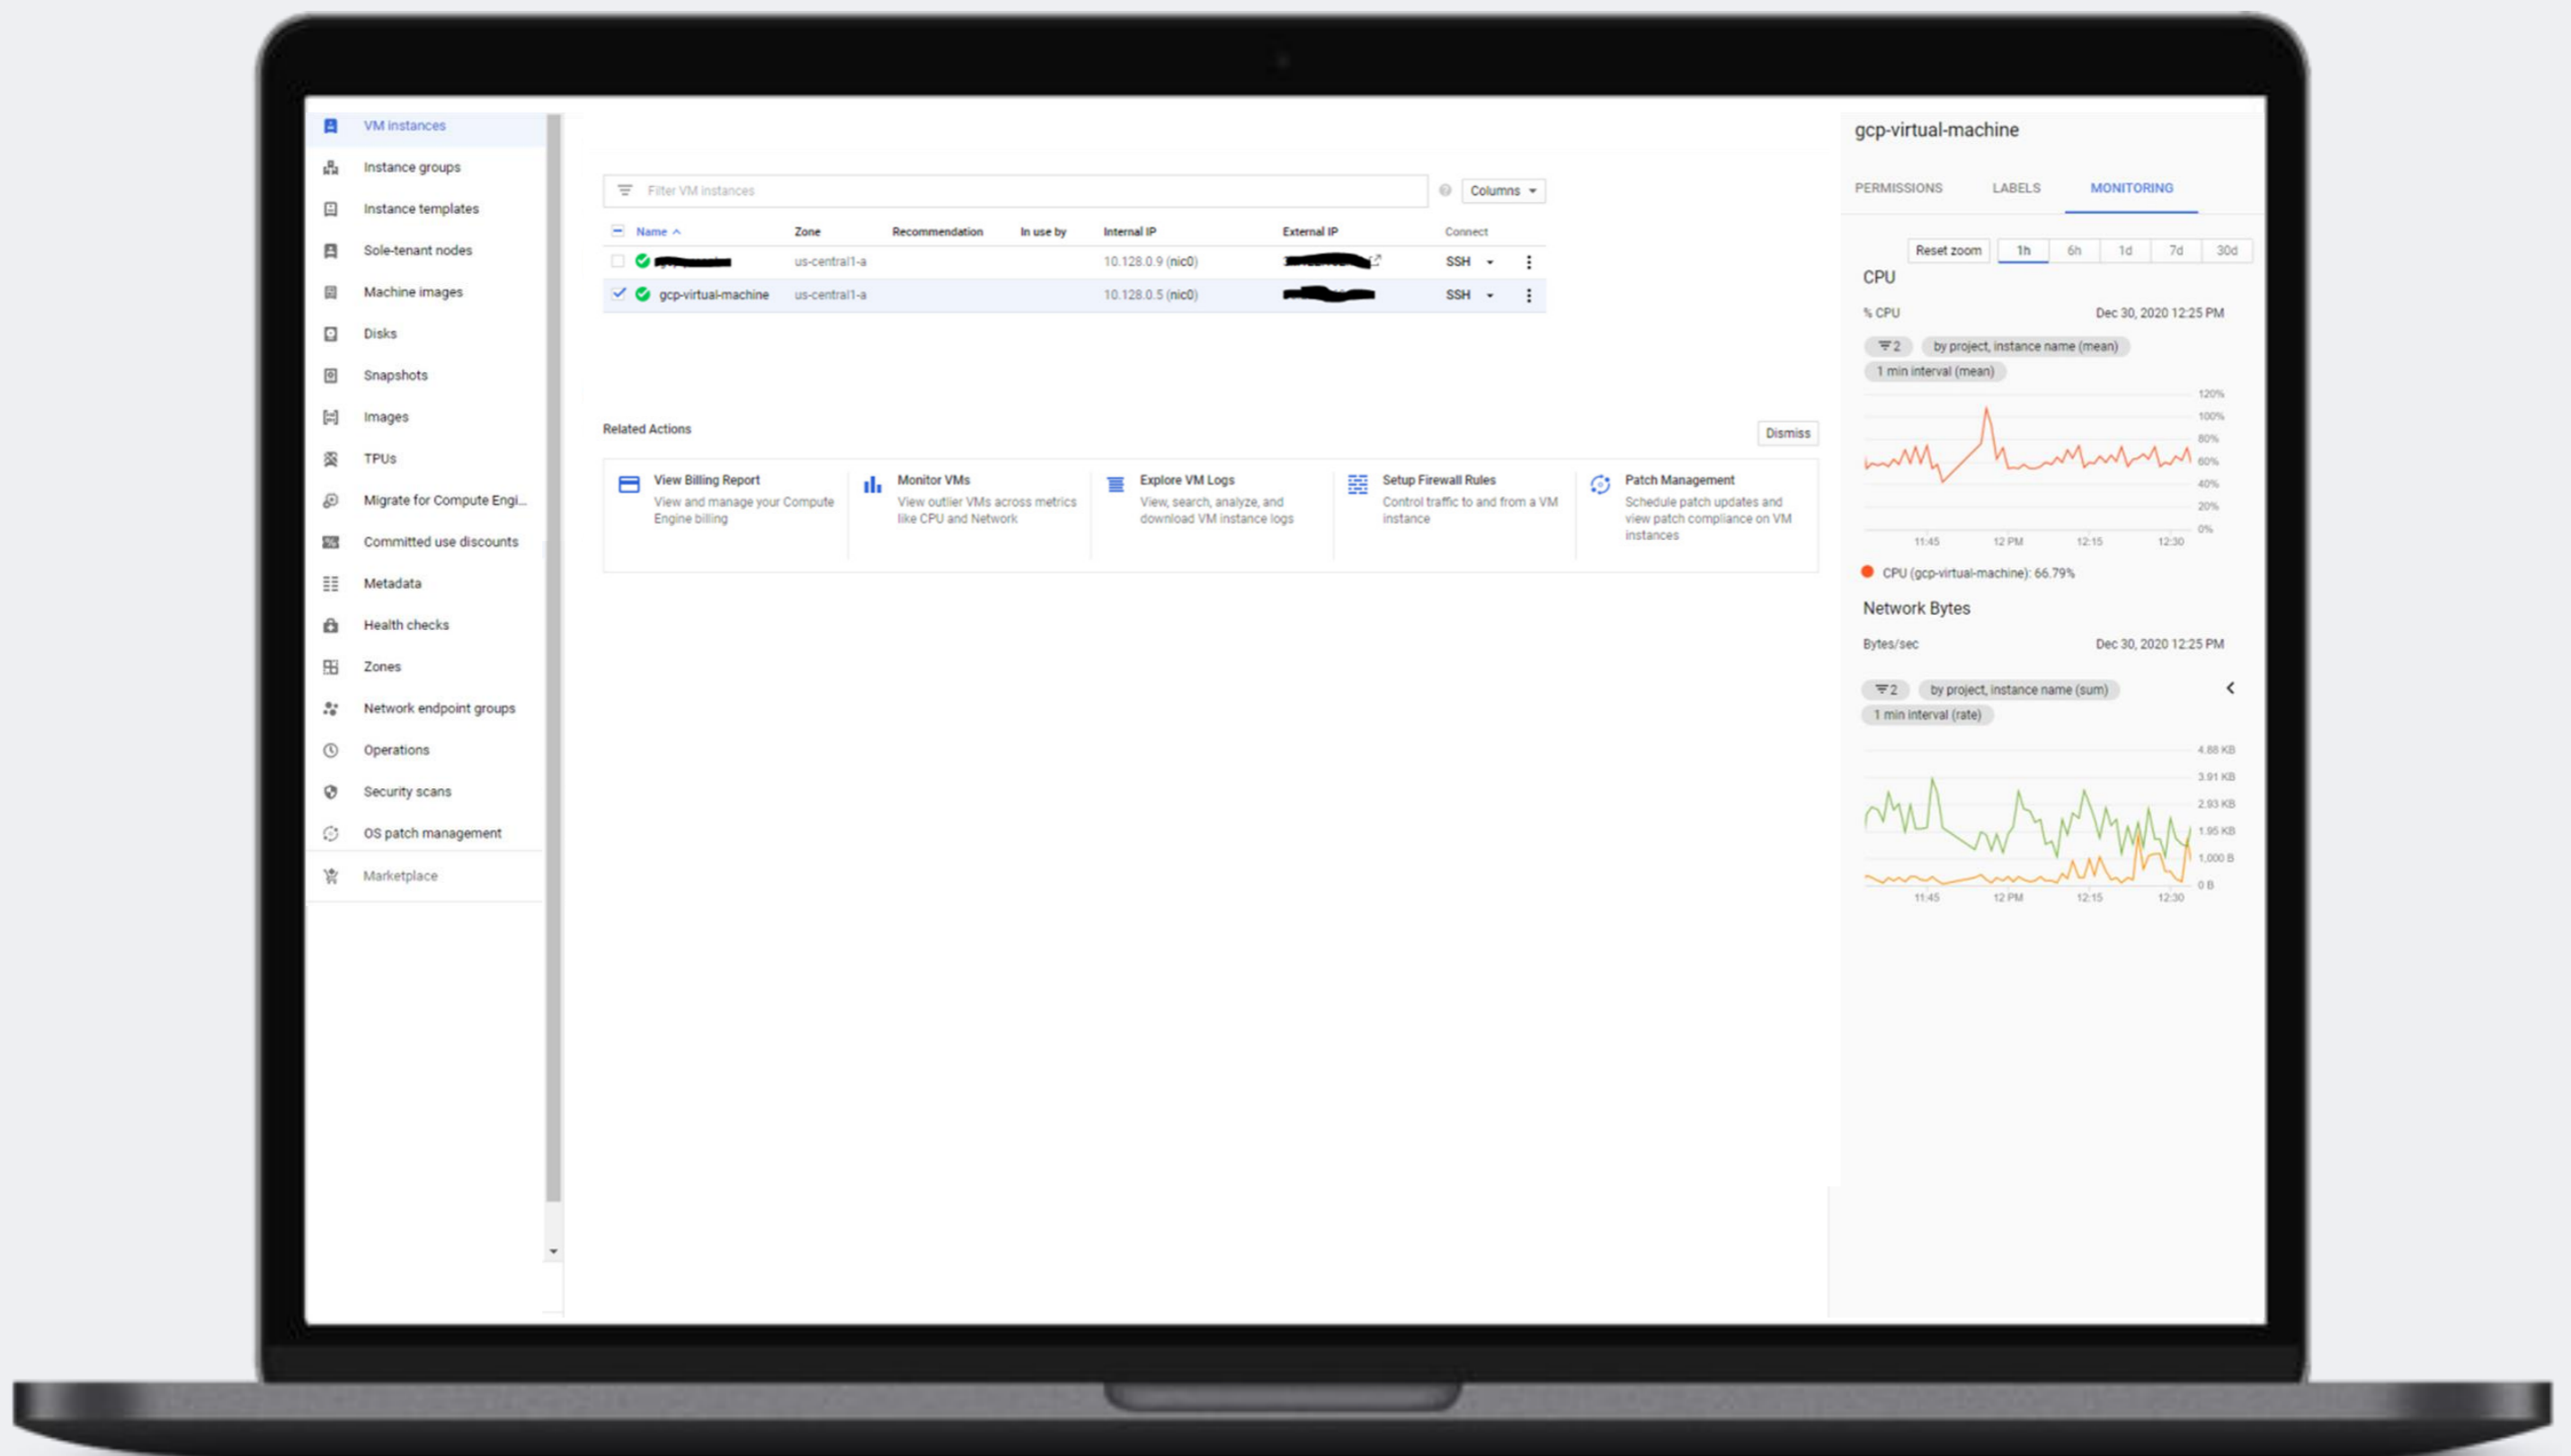 VM instances
Instance groups
Instance templates
Sole-tenant nodes
Machine images
Disks
Snapshots
Images
TPUs
Migrate for Compute Engi...
Committed use discounts
Metadata
Health checks
Zones
Network endpoint groups
Operations
Security scans
OS patch management
Marketplace
Filter VM instances
Columns
Name Zone Recommendation In use by Internal IP External IP Connect
us-central1-a 10.128.0.9 (nic0) SSH
gcp-virtual-machine us-central1-a 10.128.0.5 (nic0) SSH
Related Actions
Dismiss
View Billing Report
View and manage your Compute
Engine billing
Monitor VMs
View outlier VMs across metrics
like CPU and Network
Explore VM Logs
View, search, analyze, and
download VM instance logs
Setup Firewall Rules
Control traffic to and from a VM
instance
Patch Management
Schedule patch updates and
view patch compliance on VM
instances
gcp-virtual-machine
PERMISSIONS LABELS MONITORING
Reset zoom 1h 6h 1d 7d 30d
CPU
% CPU Dec 30, 2020 12:25 PM
2 by project, instance name (mean)
1 min interval (mean)
120%
100%
80%
60%
40%
20%
0%
11:45 12 PM 12:15 12:30
CPU (gcp-virtual-machine): 66.79%
Network Bytes
Bytes/sec Dec 30, 2020 12:25 PM
2 by project, instance name (sum)
1 min interval (rate)
4.88 KB
3.91 KB
2.93 KB
1.95 KB
1,000 B
0 B
11:45 12 PM 12:15 12:30